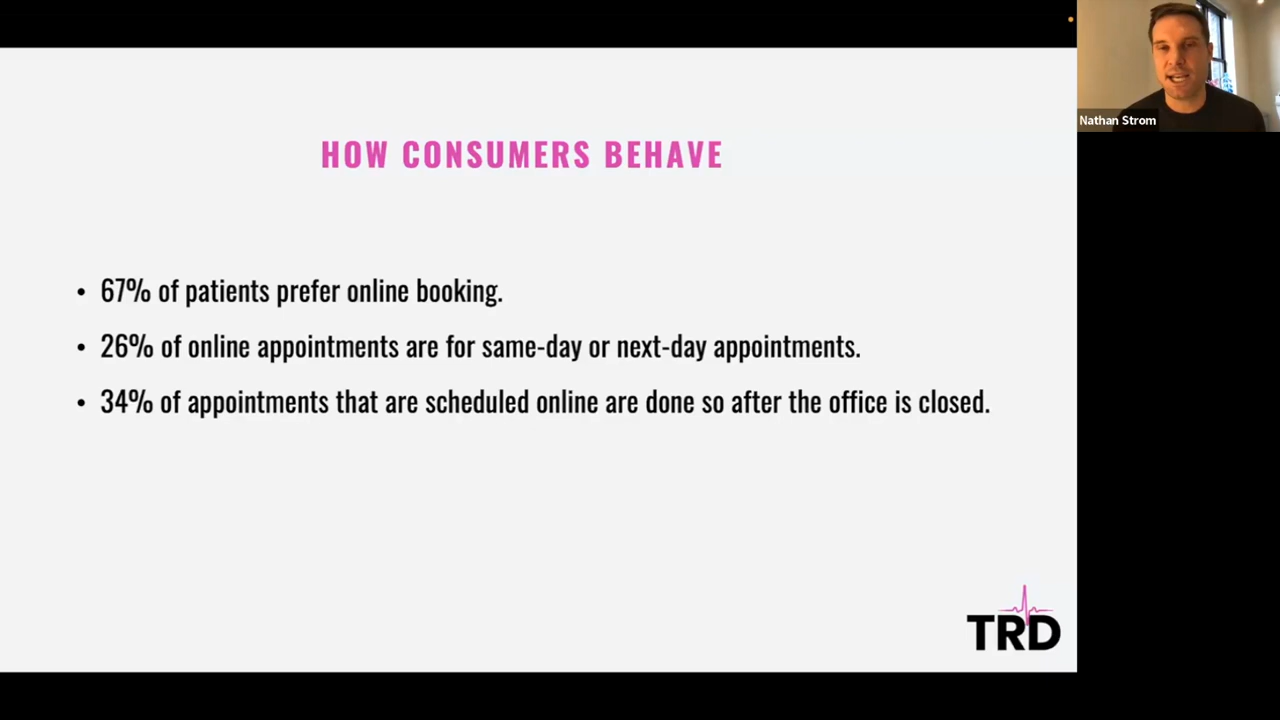 HOW CONSUMERS BEHAVE
• 67% of patients prefer online booking.
• 26% of online appointments are for same-day or next-day appointments.
• 34% of appointments that are scheduled online are done so after the office is closed.
TRD
Nathan Strom